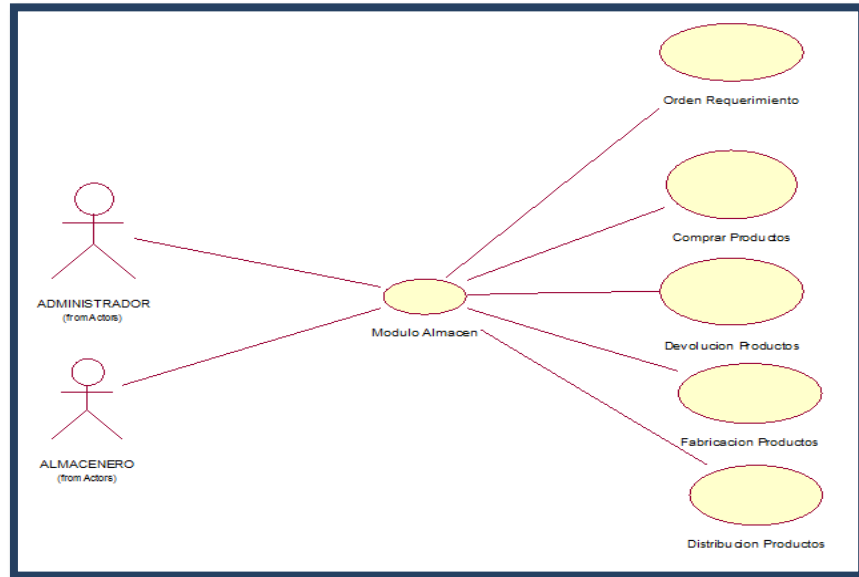 Orden Requerimiento
Comprar Productos
ADMINISTRADOR
(from Actors)
Modulo Almacen
Devolucion Productos
ALMACENERO
(from Actors)
Fabricacion Productos
Distribucion Productos